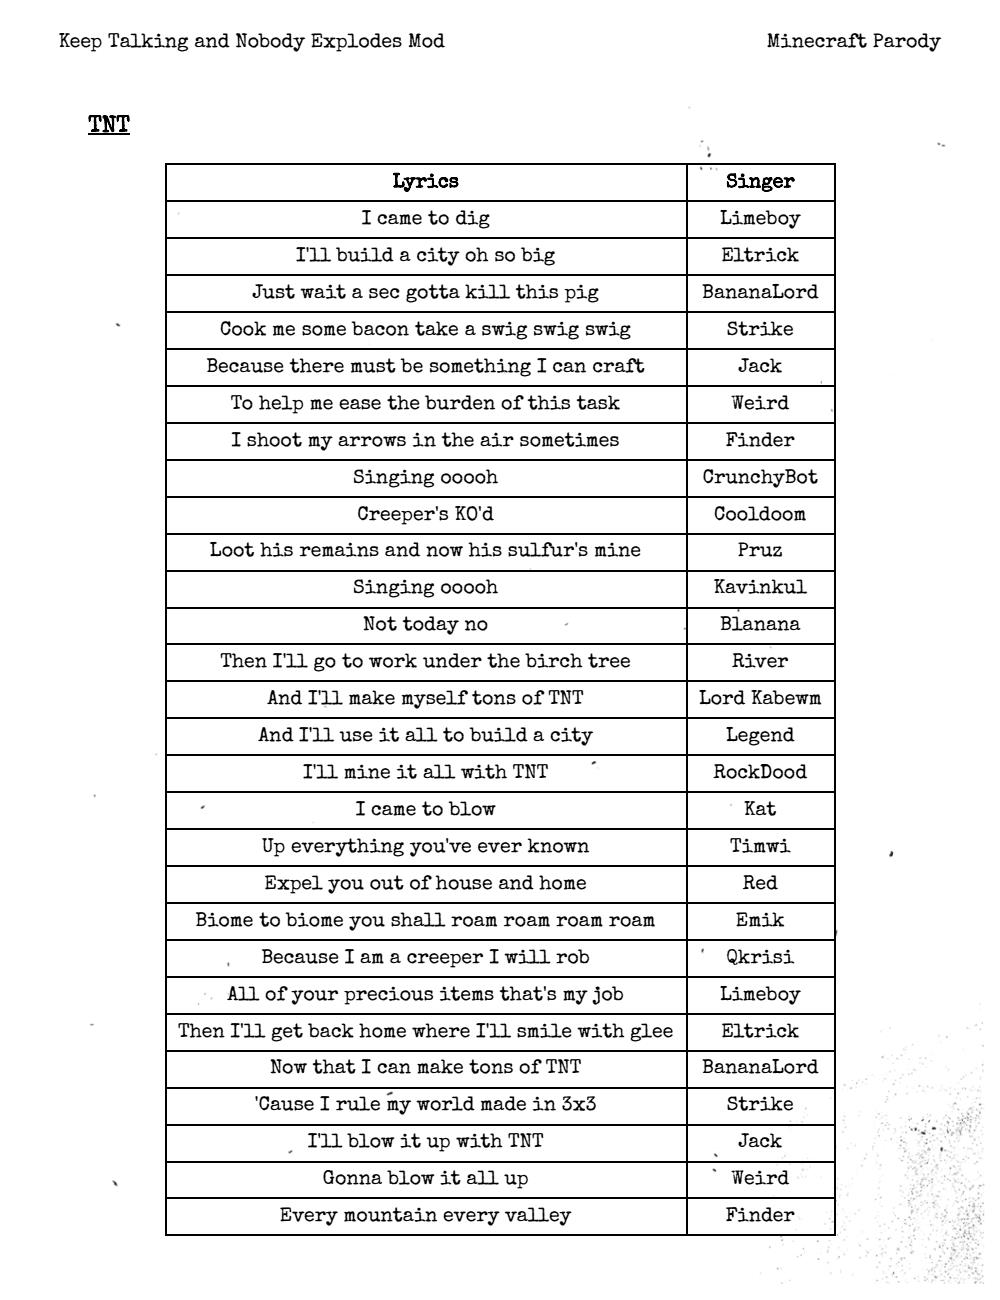 Keep Talking and Nobody Explodes Mod Minecraft Parody
TNT
Lyrics Singer
I came to dig Limeboy
I'll build a city oh so big Eltrick
Just wait a sec gotta kill this pig BananaLord
Cook me some bacon take a swig swig swig Strike
Because there must be something I can craft Jack
To help me ease the burden of this task Weird
I shoot my arrows in the air sometimes Finder
Singing ooooh CrunchyBot
Creeper's KO'd Cooldoom
Loot his remains and now his sulfur's mine Pruz
Singing ooooh Kavinkul
Not today no Blanana
Then I'll go to work under the birch tree River
And I'll make myself tons of TNT Lord Kabewm
And I'll use it all to build a city Legend
I'll mine it all with TNT RockDood
I came to blow Kat
Up everything you've ever known Timwi
Expel you out of house and home Red
Biome to biome you shall roam roam roam roam Emik
Because I am a creeper I will rob Qkrisi
All of your precious items that's my job Limeboy
Then I'll get back home where I'll smile with glee Eltrick
Now that I can make tons of TNT BananaLord
'Cause I rule my world made in 3x3 Strike
I'll blow it up with TNT Jack
Gonna blow it all up Weird
Every mountain every valley Finder